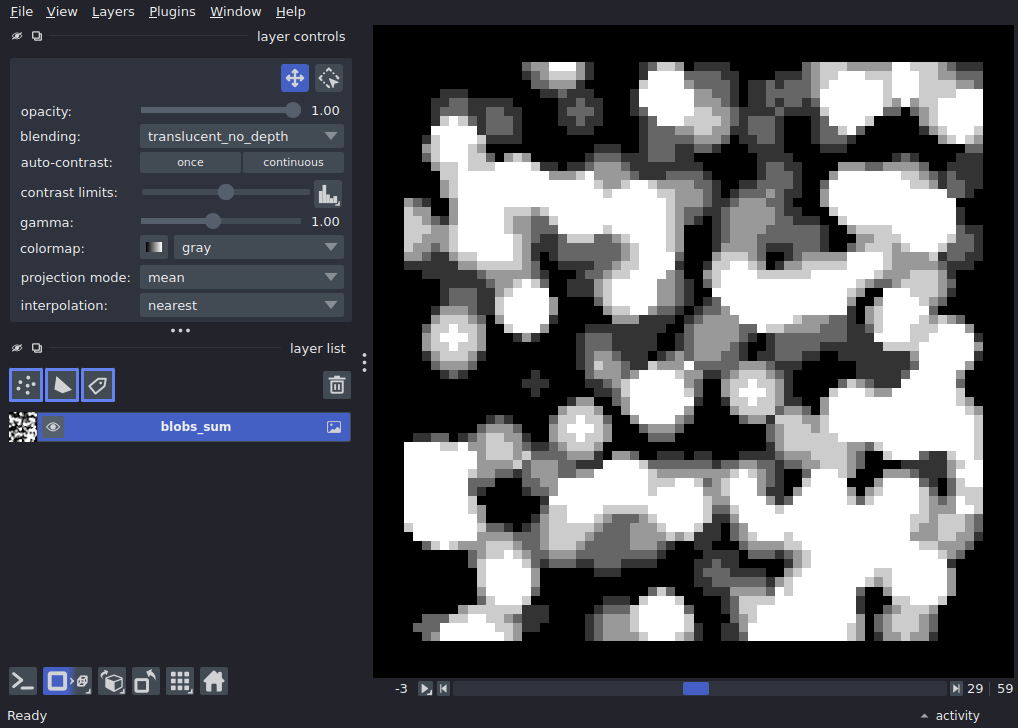 File View Layers Plugins Window Help
layer controls
opacity: 1.00
blending: translucent_no_depth
auto-contrast: once continuous
contrast limits:
gamma: 1.00
colormap: gray
projection mode: mean
interpolation: nearest
layer list
blobs_sum
-3 29 59
Ready activity